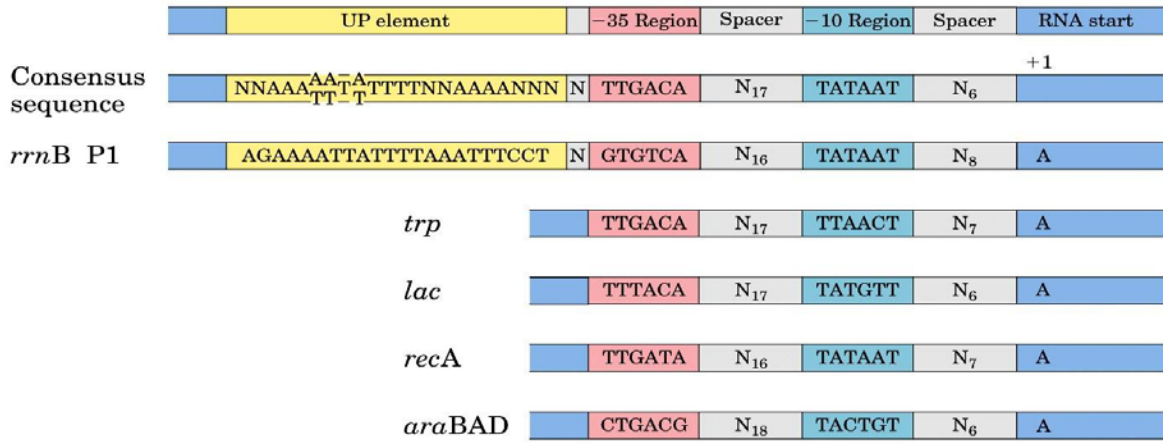 UP element −35 Region Spacer −10 Region Spacer RNA start
+1
Consensus sequence NNAAA AA/TT T A/T TTTTNNAAAANNN N TTGACA N₁₇ TATAAT N₆
rrnB P1 AGAAAATTATTTTAAATTTCCT N GTGTCA N₁₆ TATAAT N₈ A
trp TTGACA N₁₇ TTAACT N₇ A
lac TTTACA N₁₇ TATGTT N₆ A
recA TTGATA N₁₆ TATAAT N₇ A
araBAD CTGACG N₁₈ TACTGT N₆ A